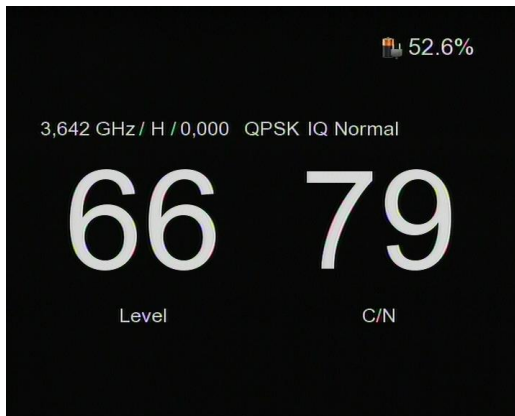 52.6%
3,642 GHz / H / 0,000 QPSK IQ Normal
66 79
Level C/N